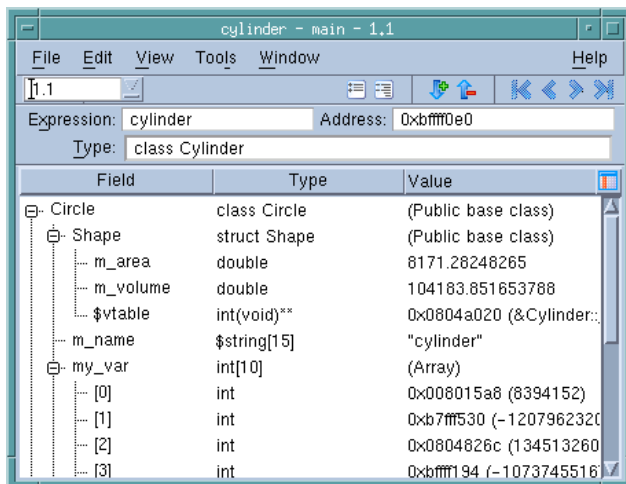 cylinder - main - 1.1
File Edit View Tools Window Help
1.1
Expression: cylinder Address: 0xbffff0e0
Type: class Cylinder
Field Type Value
Circle class Circle (Public base class)
Shape struct Shape (Public base class)
m_area double 8171.28248265
m_volume double 104183.851653788
$vtable int(void)** 0x0804a020 (&Cylinder::
m_name $string[15] "cylinder"
my_var int[10] (Array)
[0] int 0x008015a8 (8394152)
[1] int 0xb7fff530 (-1207962320
[2] int 0x0804826c (134513260
[3] int 0xbffff194 (-1073745516